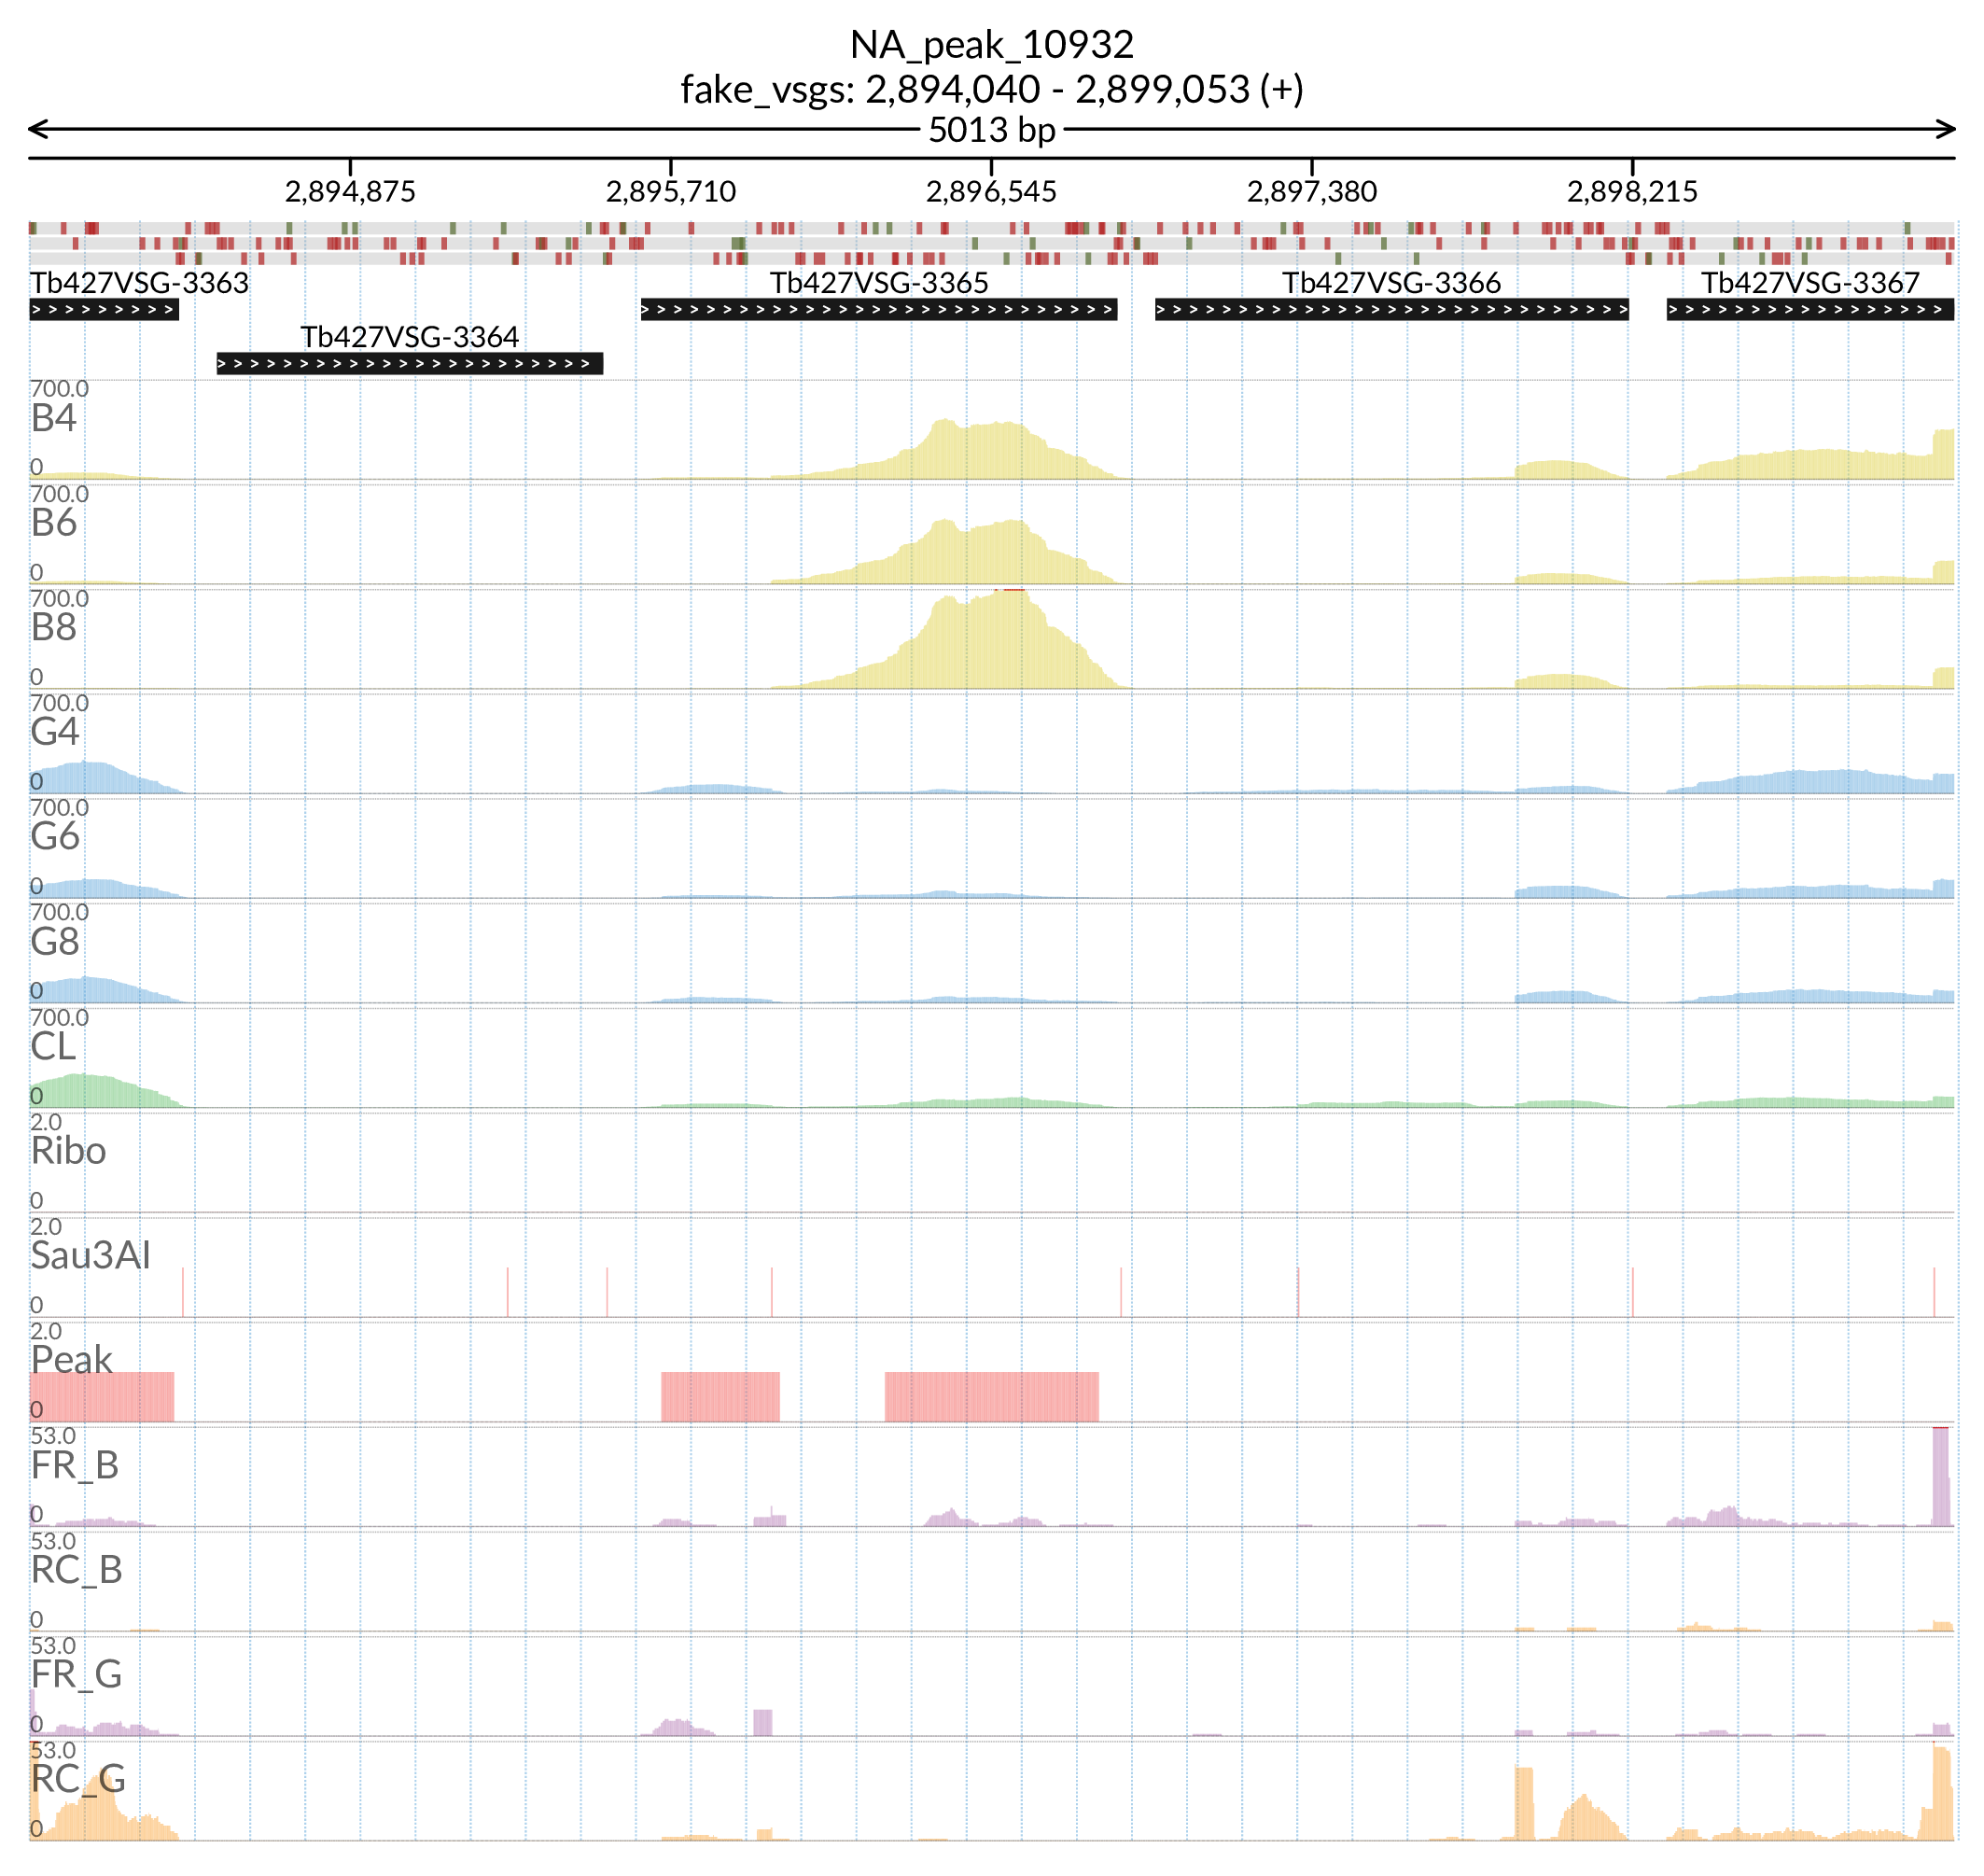 NA_peak_10932
fake_vsgs: 2,894,040 - 2,899,053 (+)
5013 bp
2,894,875 2,895,710 2,896,545 2,897,380 2,898,215
Tb427VSG-3363 Tb427VSG-3365 Tb427VSG-3366 Tb427VSG-3367
Tb427VSG-3364
700.0
B4
0
700.0
B6
0
700.0
B8
0
700.0
G4
0
700.0
G6
0
700.0
G8
0
700.0
CL
0
2.0
Ribo
0
2.0
Sau3AI
0
2.0
Peak
0
53.0
FR_B
0
53.0
RC_B
0
53.0
FR_G
0
53.0
RC_G
0